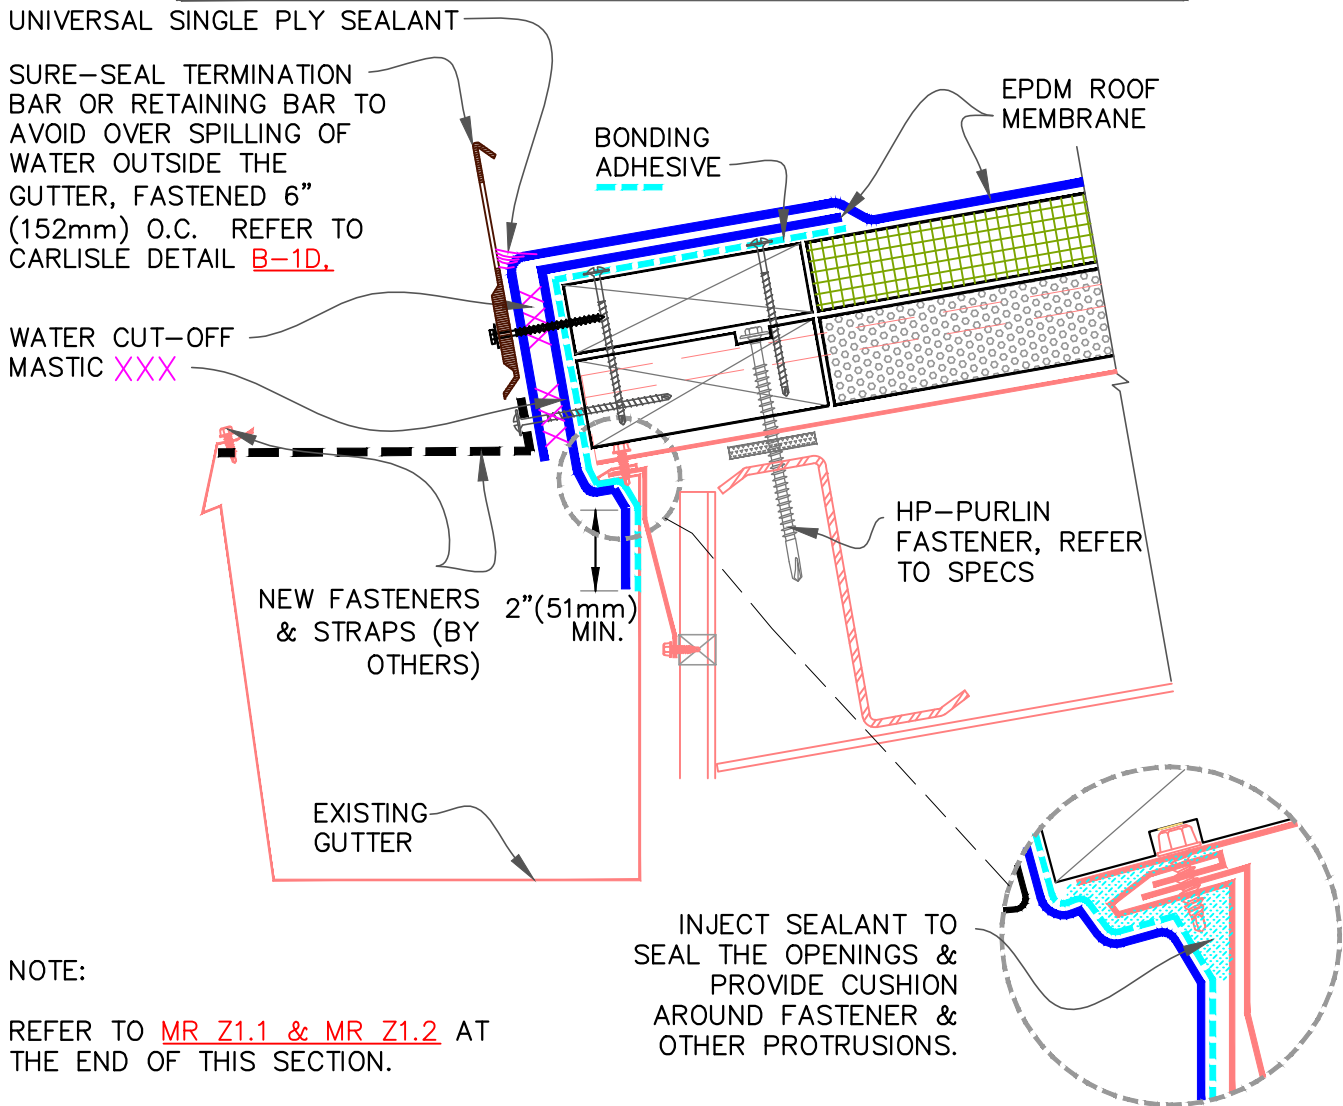 UNIVERSAL SINGLE PLY SEALANT
SURE-SEAL TERMINATION
BAR OR RETAINING BAR TO
AVOID OVER SPILLING OF
WATER OUTSIDE THE
GUTTER, FASTENED 6"
(152mm) O.C. REFER TO
CARLISLE DETAIL B-1D,
BONDING
ADHESIVE
EPDM ROOF
MEMBRANE
WATER CUT-OFF
MASTIC XXX
HP-PURLIN
FASTENER, REFER
TO SPECS
NEW FASTENERS
& STRAPS (BY
OTHERS)
2"(51mm)
MIN.
EXISTING
GUTTER
INJECT SEALANT TO
SEAL THE OPENINGS &
PROVIDE CUSHION
AROUND FASTENER &
OTHER PROTRUSIONS.
NOTE:
REFER TO MR Z1.1 & MR Z1.2 AT
THE END OF THIS SECTION.